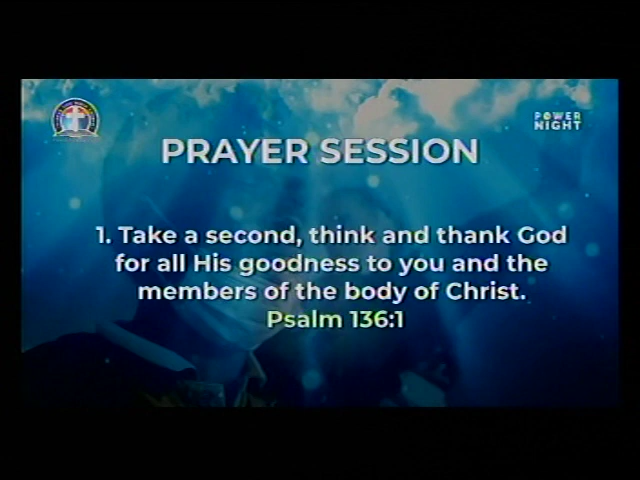 POWER
NIGHT
PRAYER SESSION
1. Take a second, think and thank God
for all His goodness to you and the
members of the body of Christ.
Psalm 136:1